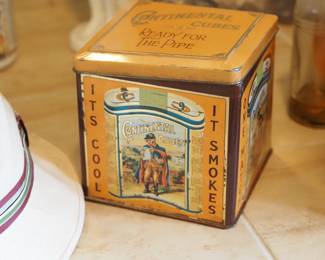 CONTINENTAL
CUBES
READY FOR
THE PIPE
ITS COOL
CONTINENTAL
CUBES
IT SMOKES